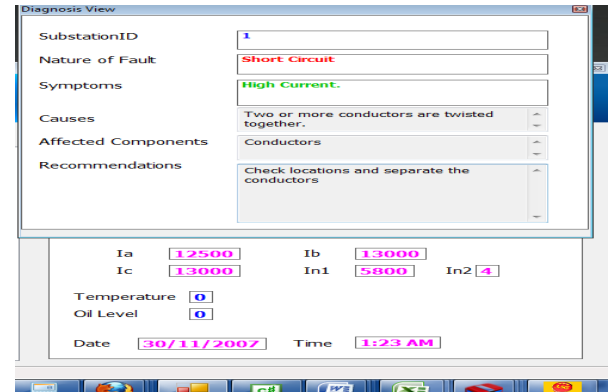 Diagnosis View
SubstationID 1
Nature of Fault Short Circuit
Symptoms High Current.
Causes Two or more conductors are twisted
together.
Affected Components Conductors
Recommendations Check locations and separate the
conductors
Ia 12500 Ib 13000
Ic 13000 In1 5800 In2 4
Temperature 0
Oil Level 0
Date 30/11/2007 Time 1:23 AM